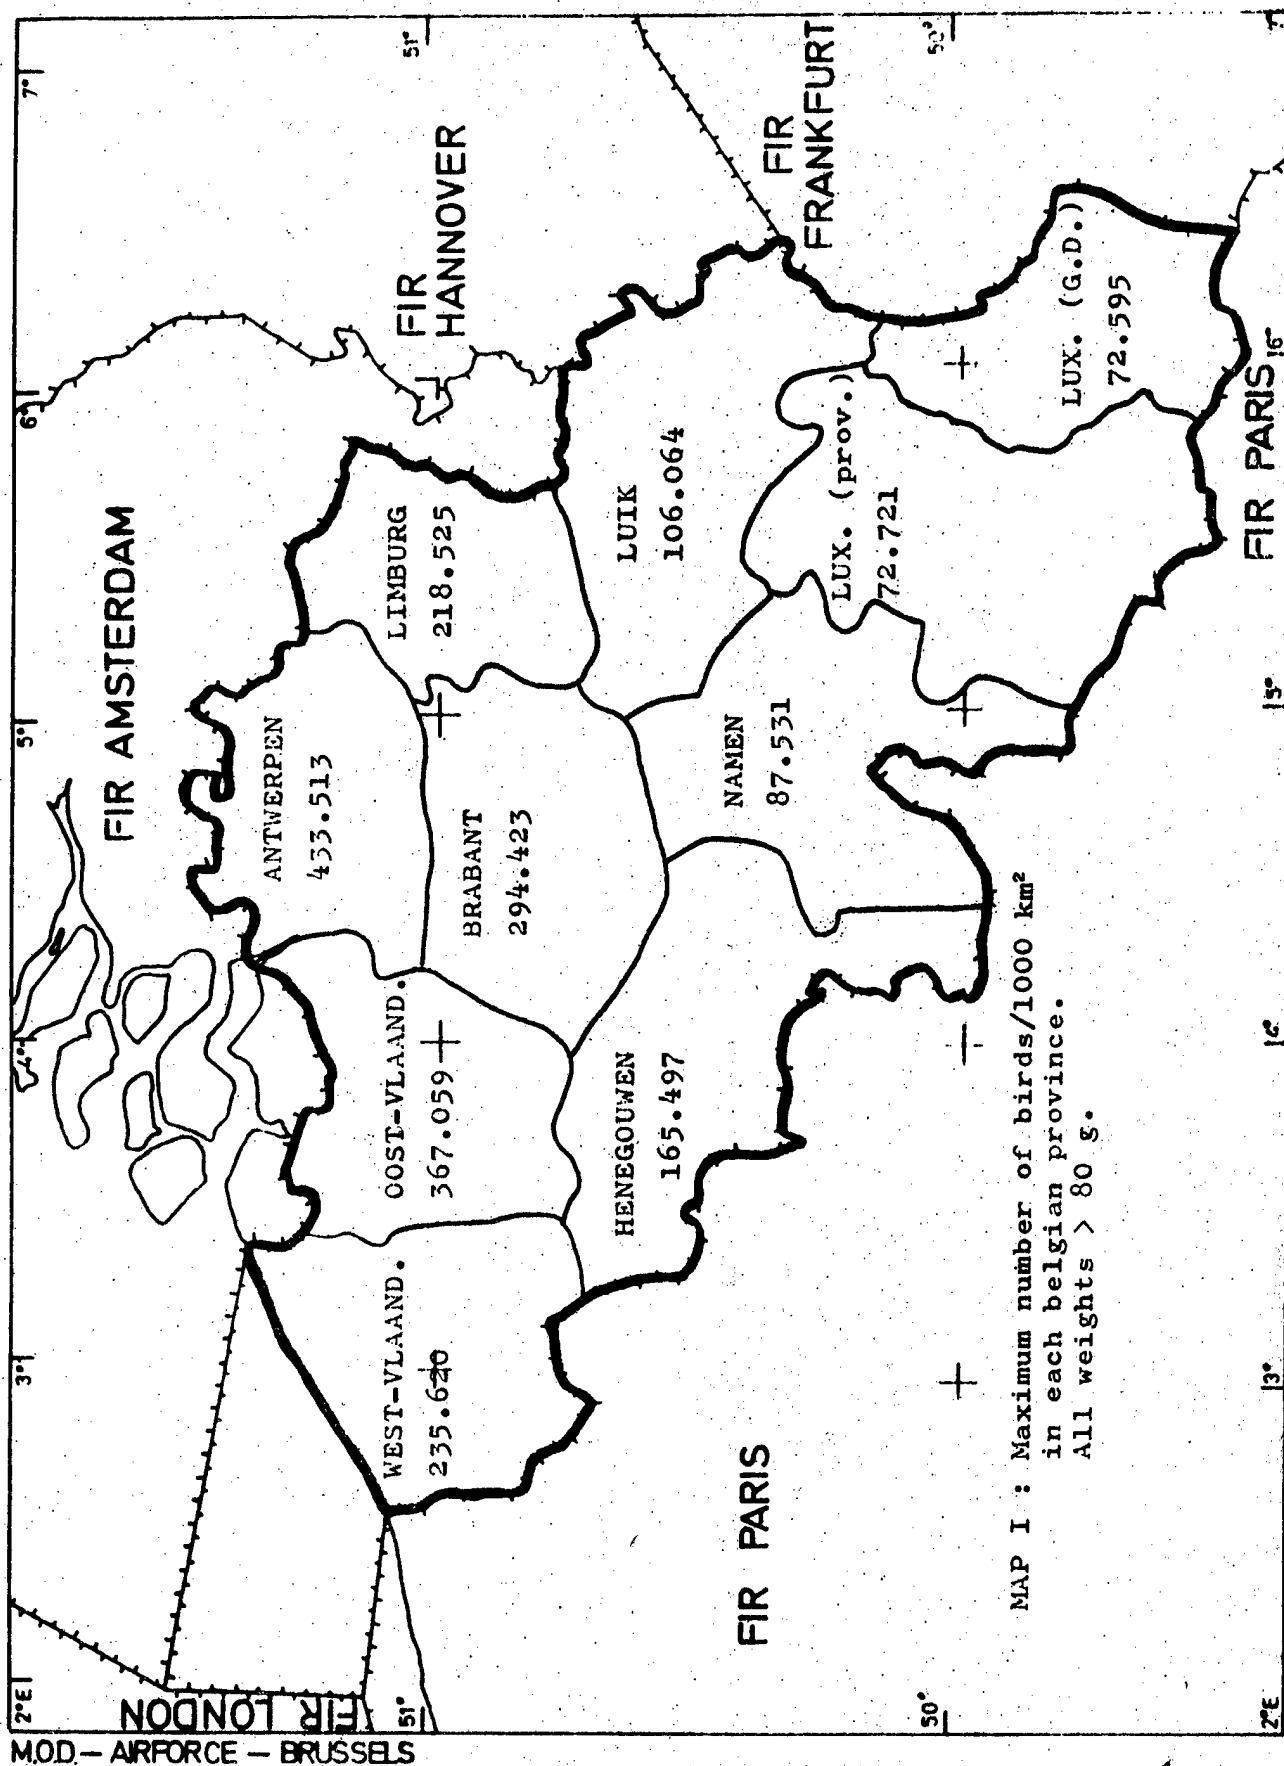 M.O.D. — AIRFORCE — BRUSSELS
2°E
3°
4°
5°
6°
7°
FIR LONDON
FIR AMSTERDAM
FIR
HANNOVER
FIR
FRANKFURT
51°
51°
50°
50°
WEST-VLAAND.
235.620
OOST-VLAAND.
367.059
ANTWERPEN
433.513
LIMBURG
218.525
BRABANT
294.423
HENEGOUWEN
165.497
NAMEN
87.531
LUIK
106.064
LUX. (prov.)
72.721
LUX. (G.D.)
72.595
FIR PARIS
FIR PARIS
MAP I : Maximum number of birds/1000 km²
in each belgian province.
All weights > 80 g.
2°E
3°
5°
6°
7°